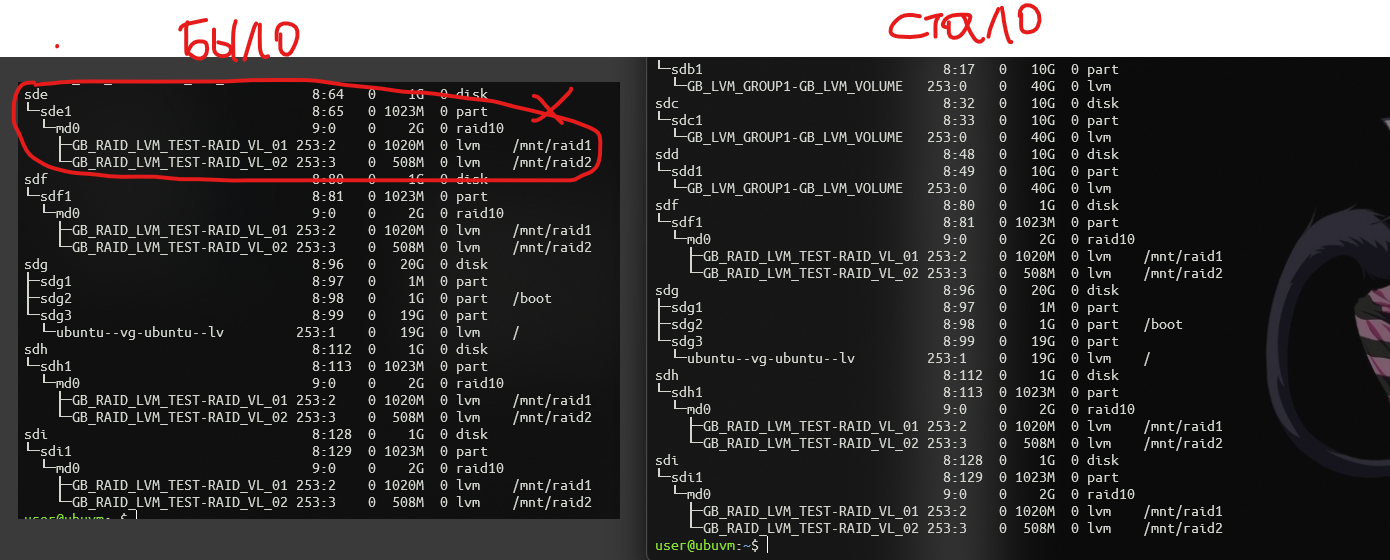 БЫЛО
sde 8:64 0 1G 0 disk
└─sde1 8:65 0 1023M 0 part
└─md0 9:0 0 2G 0 raid10
├─GB_RAID_LVM_TEST-RAID_VL_01 253:2 0 1020M 0 lvm /mnt/raid1
└─GB_RAID_LVM_TEST-RAID_VL_02 253:3 0 508M 0 lvm /mnt/raid2
sdf 8:80 0 1G 0 disk
└─sdf1 8:81 0 1023M 0 part
└─md0 9:0 0 2G 0 raid10
├─GB_RAID_LVM_TEST-RAID_VL_01 253:2 0 1020M 0 lvm /mnt/raid1
└─GB_RAID_LVM_TEST-RAID_VL_02 253:3 0 508M 0 lvm /mnt/raid2
sdg 8:96 0 20G 0 disk
├─sdg1 8:97 0 1M 0 part
├─sdg2 8:98 0 1G 0 part /boot
└─sdg3 8:99 0 19G 0 part
└─ubuntu--vg-ubuntu--lv 253:1 0 19G 0 lvm /
sdh 8:112 0 1G 0 disk
└─sdh1 8:113 0 1023M 0 part
└─md0 9:0 0 2G 0 raid10
├─GB_RAID_LVM_TEST-RAID_VL_01 253:2 0 1020M 0 lvm /mnt/raid1
└─GB_RAID_LVM_TEST-RAID_VL_02 253:3 0 508M 0 lvm /mnt/raid2
sdi 8:128 0 1G 0 disk
└─sdi1 8:129 0 1023M 0 part
└─md0 9:0 0 2G 0 raid10
├─GB_RAID_LVM_TEST-RAID_VL_01 253:2 0 1020M 0 lvm /mnt/raid1
└─GB_RAID_LVM_TEST-RAID_VL_02 253:3 0 508M 0 lvm /mnt/raid2
user@ubuvm:~$
СТАЛО
└─sdb1 8:17 0 10G 0 part
└─GB_LVM_GROUP1-GB_LVM_VOLUME 253:0 0 40G 0 lvm
sdc 8:32 0 10G 0 disk
└─sdc1 8:33 0 10G 0 part
└─GB_LVM_GROUP1-GB_LVM_VOLUME 253:0 0 40G 0 lvm
sdd 8:48 0 10G 0 disk
└─sdd1 8:49 0 10G 0 part
└─GB_LVM_GROUP1-GB_LVM_VOLUME 253:0 0 40G 0 lvm
sdf 8:80 0 1G 0 disk
└─sdf1 8:81 0 1023M 0 part
└─md0 9:0 0 2G 0 raid10
├─GB_RAID_LVM_TEST-RAID_VL_01 253:2 0 1020M 0 lvm /mnt/raid1
└─GB_RAID_LVM_TEST-RAID_VL_02 253:3 0 508M 0 lvm /mnt/raid2
sdg 8:96 0 20G 0 disk
├─sdg1 8:97 0 1M 0 part
├─sdg2 8:98 0 1G 0 part /boot
└─sdg3 8:99 0 19G 0 part
└─ubuntu--vg-ubuntu--lv 253:1 0 19G 0 lvm /
sdh 8:112 0 1G 0 disk
└─sdh1 8:113 0 1023M 0 part
└─md0 9:0 0 2G 0 raid10
├─GB_RAID_LVM_TEST-RAID_VL_01 253:2 0 1020M 0 lvm /mnt/raid1
└─GB_RAID_LVM_TEST-RAID_VL_02 253:3 0 508M 0 lvm /mnt/raid2
sdi 8:128 0 1G 0 disk
└─sdi1 8:129 0 1023M 0 part
└─md0 9:0 0 2G 0 raid10
├─GB_RAID_LVM_TEST-RAID_VL_01 253:2 0 1020M 0 lvm /mnt/raid1
└─GB_RAID_LVM_TEST-RAID_VL_02 253:3 0 508M 0 lvm /mnt/raid2
user@ubuvm:~$